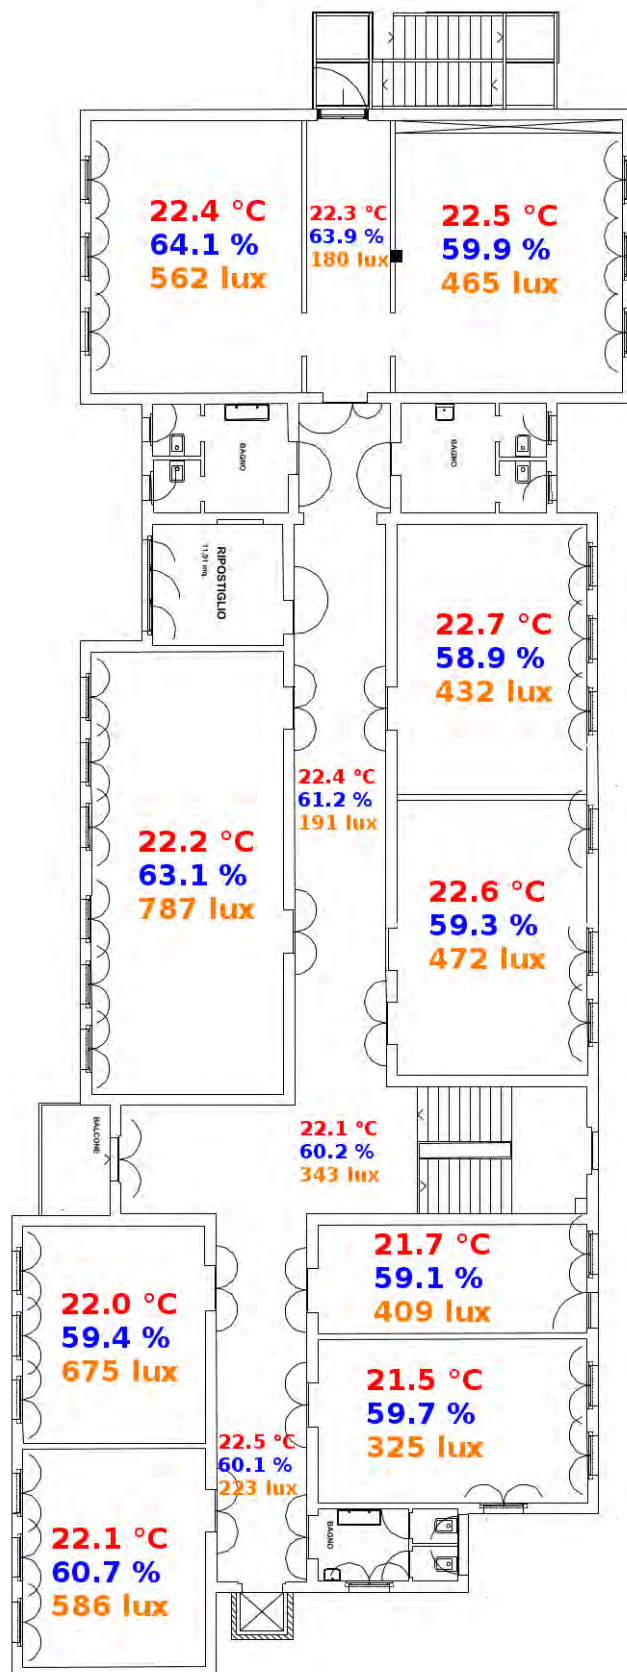 22.4 °C
64.1 %
562 lux
22.3 °C
63.9 %
180 lux
22.5 °C
59.9 %
465 lux
BAGNO
BAGNO
RIPOSTIGLIO
11,91 mq.
22.7 °C
58.9 %
432 lux
22.4 °C
61.2 %
191 lux
22.2 °C
63.1 %
787 lux
22.6 °C
59.3 %
472 lux
BALCONE
22.1 °C
60.2 %
343 lux
21.7 °C
59.1 %
409 lux
22.0 °C
59.4 %
675 lux
21.5 °C
59.7 %
325 lux
22.5 °C
60.1 %
223 lux
22.1 °C
60.7 %
586 lux
BAGNO